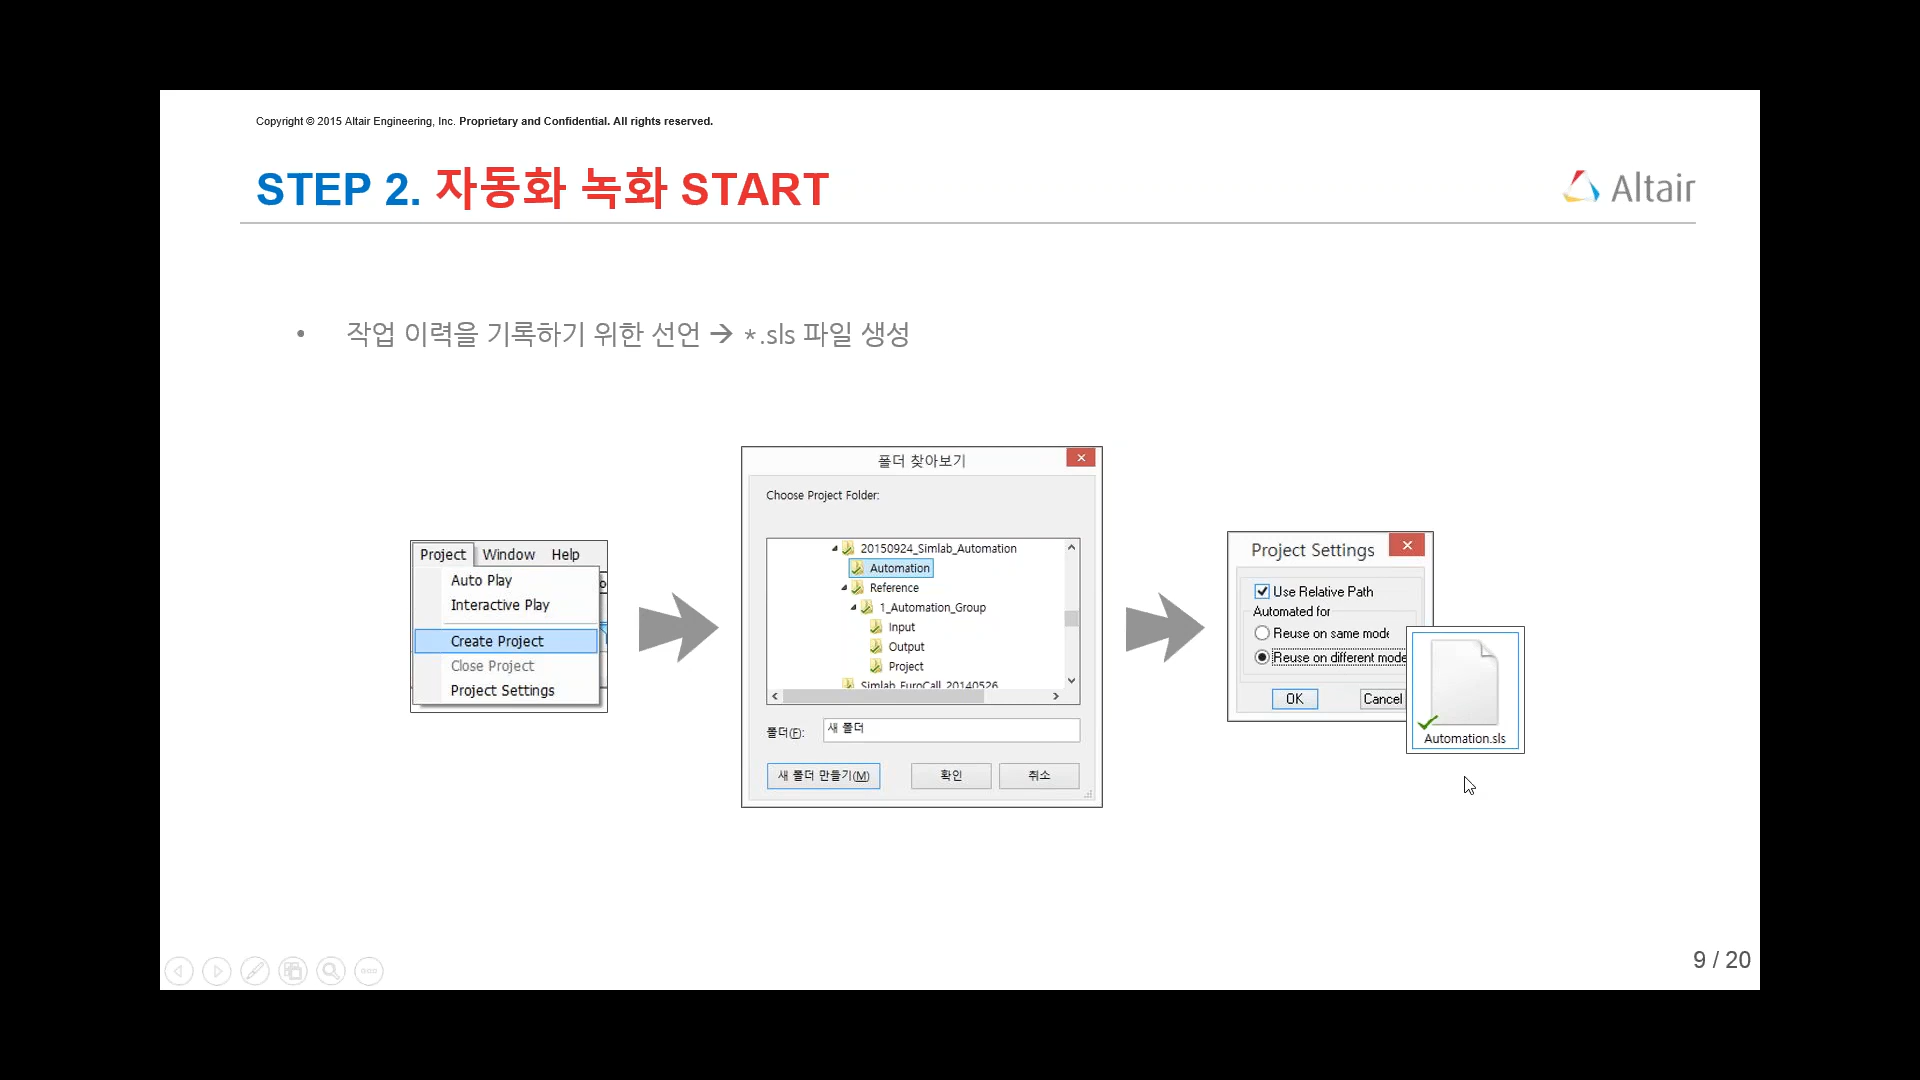 Copyright © 2015 Altair Engineering, Inc. Proprietary and Confidential. All rights reserved.
STEP 2. 자동화 녹화 START
Altair
• 작업 이력을 기록하기 위한 선언 → *.sls 파일 생성
Project Window Help
Auto Play
Interactive Play
Create Project
Close Project
Project Settings
폴더 찾아보기
Choose Project Folder:
20150924_Simlab_Automation
Automation
Reference
1_Automation_Group
Input
Output
Project
Simlab_EuroCall_20140526
폴더(F): 새 폴더
새 폴더 만들기(M) 확인 취소
Project Settings
Use Relative Path
Automated for
Reuse on same mode
Reuse on different mode
OK Cancel
Automation.sls
9 / 20